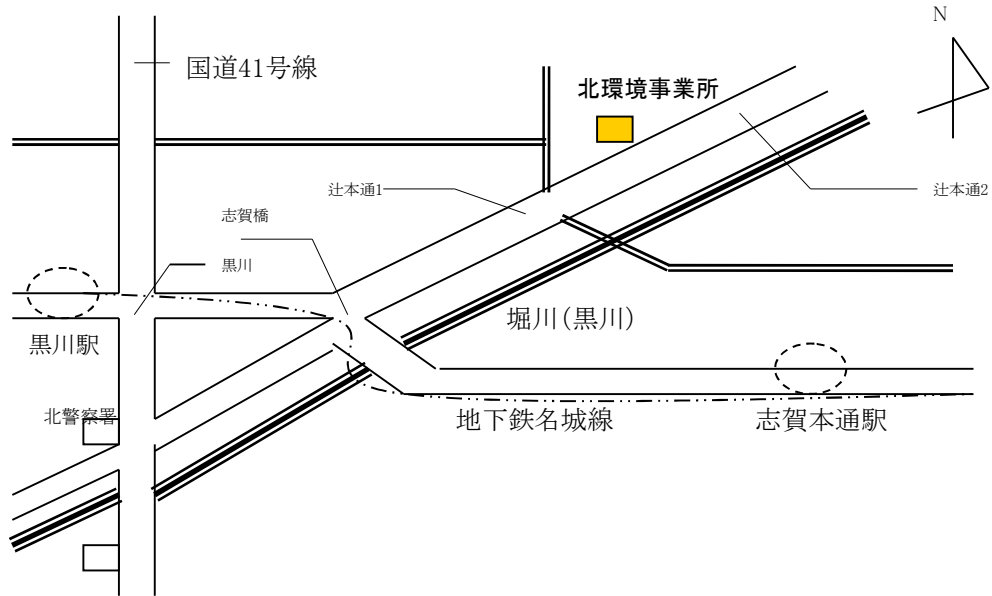 N
国道41号線
北環境事業所
辻本通1
辻本通2
志賀橋
黒川
堀川(黒川)
黒川駅
北警察署
地下鉄名城線
志賀本通駅